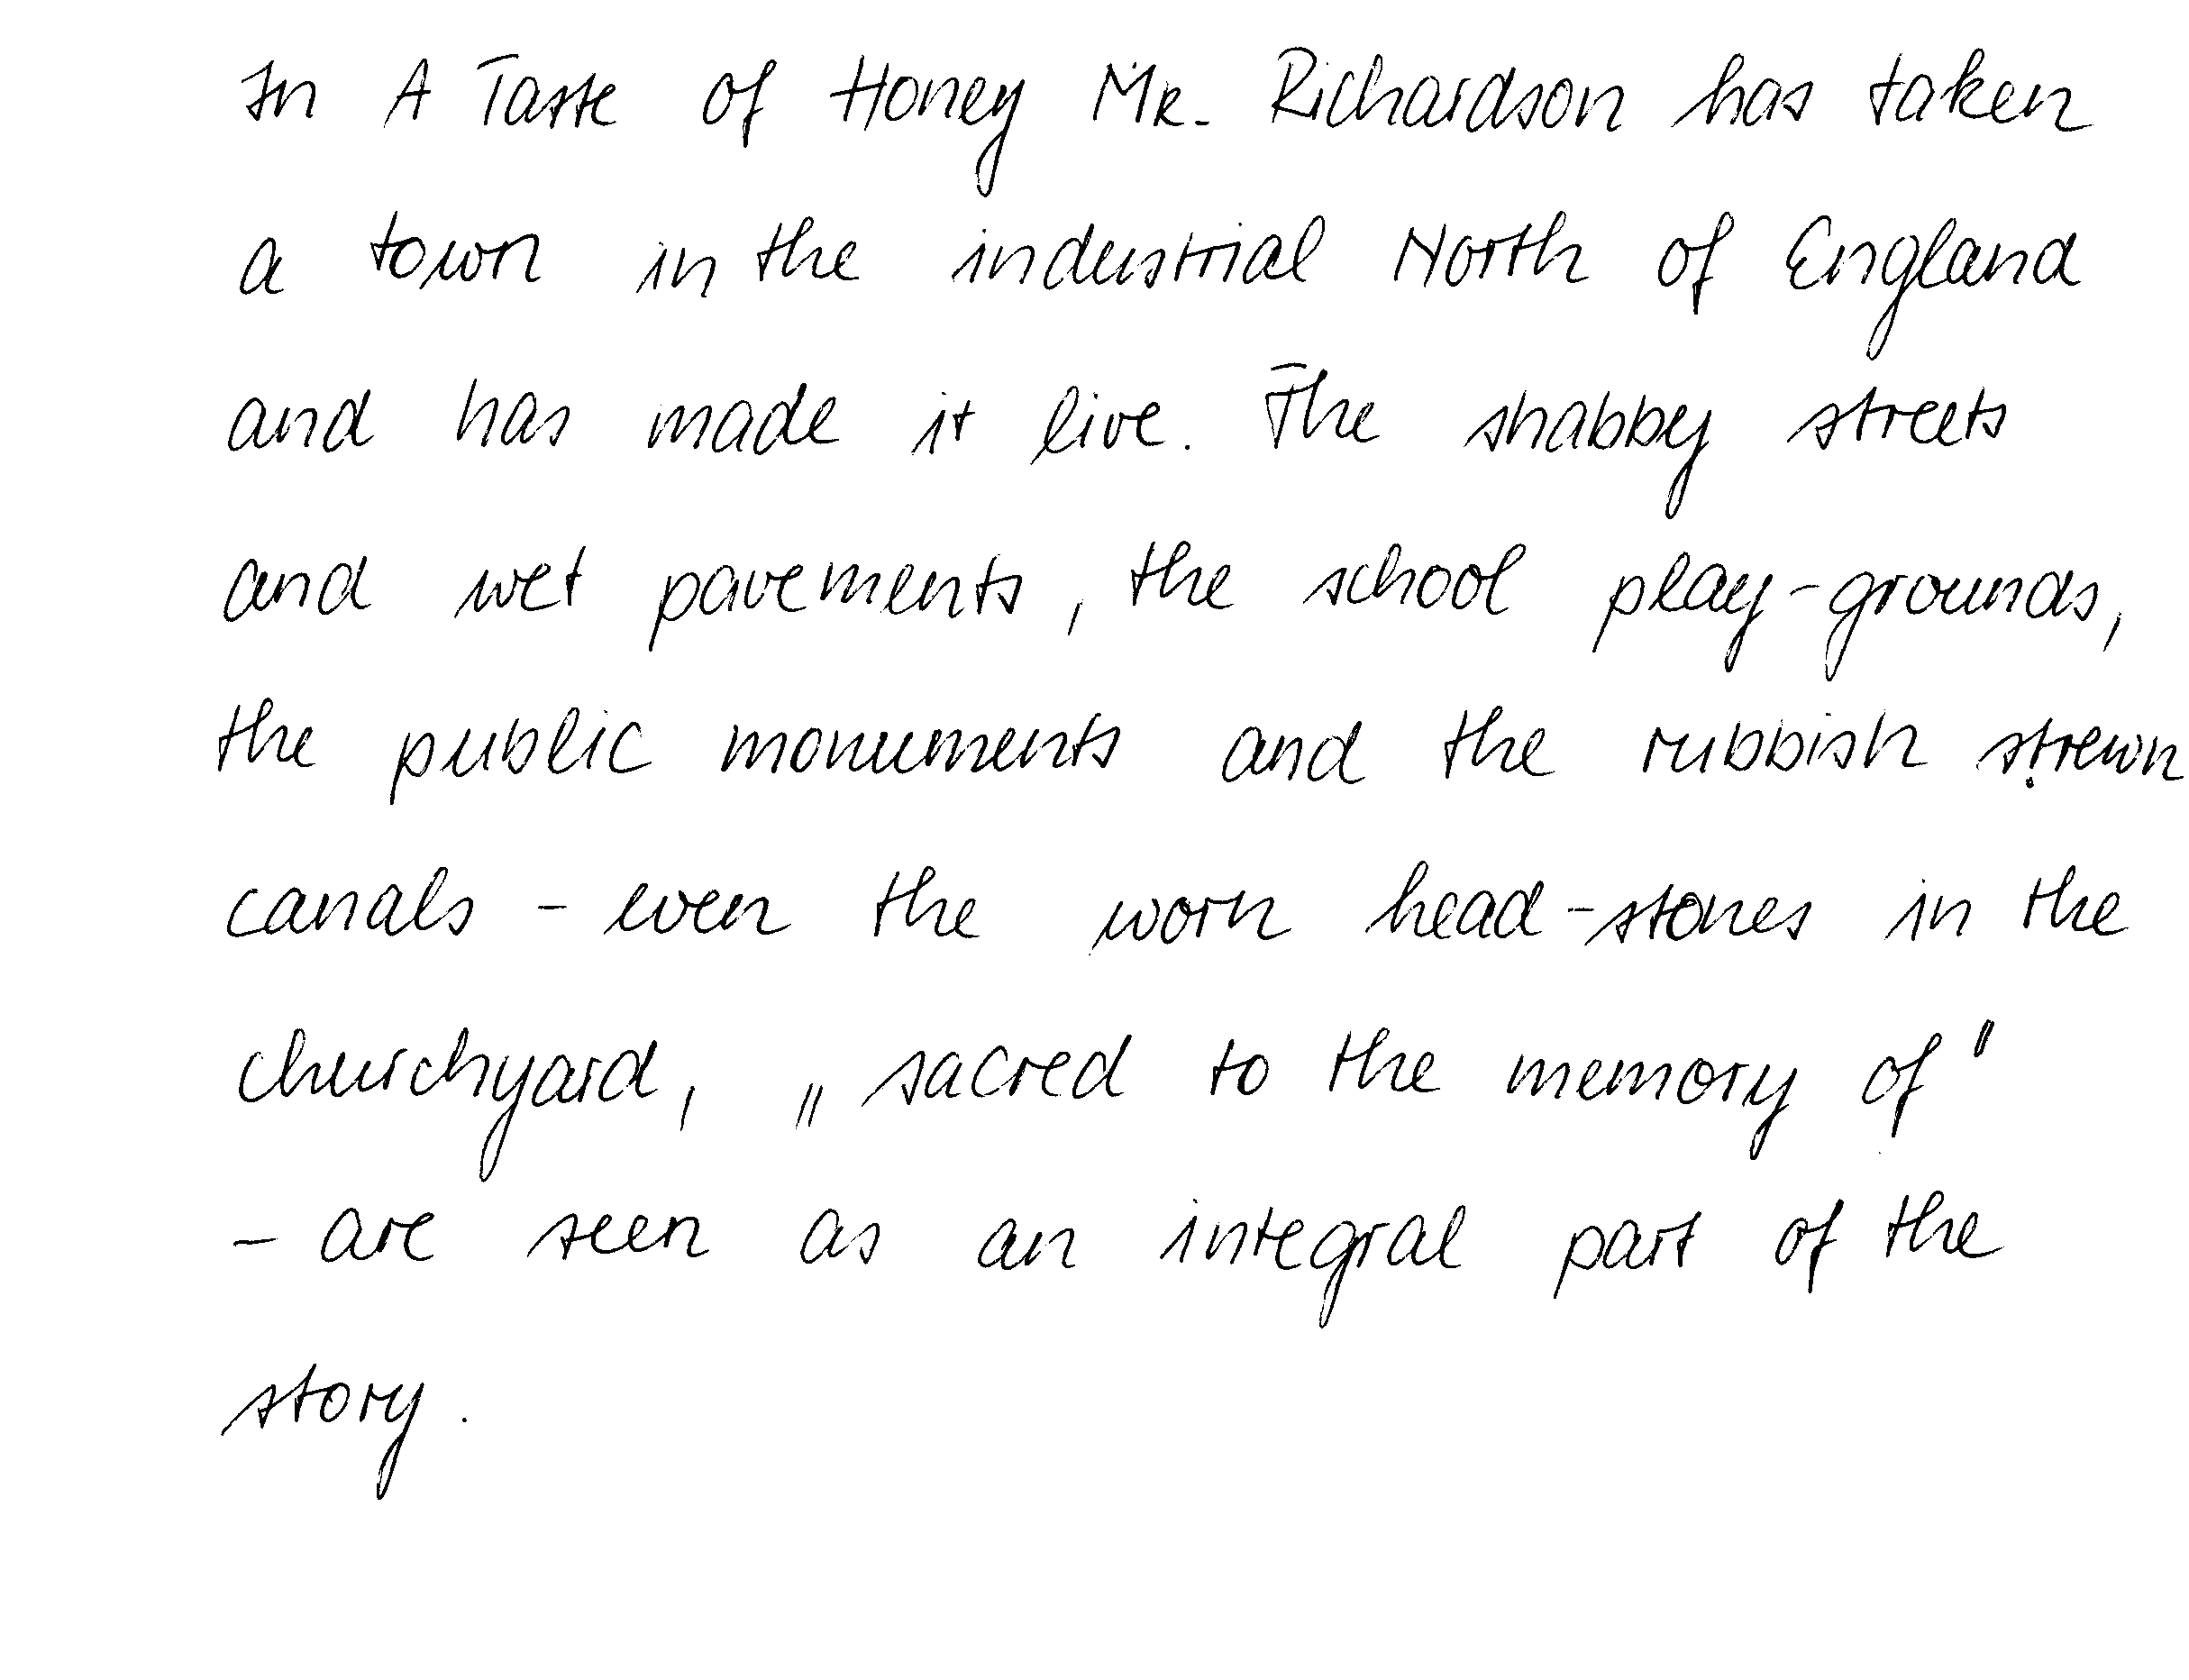 In A Taste of Honey Mr. Richardson has taken
a town in the industrial North of England
and has made it live. The shabby streets
and wet pavements, the school play-grounds,
the public monuments and the rubbish strewn
canals - even the worn head-stones in the
churchyard, „sacred to the memory of"
- are seen as an integral part of the
story.